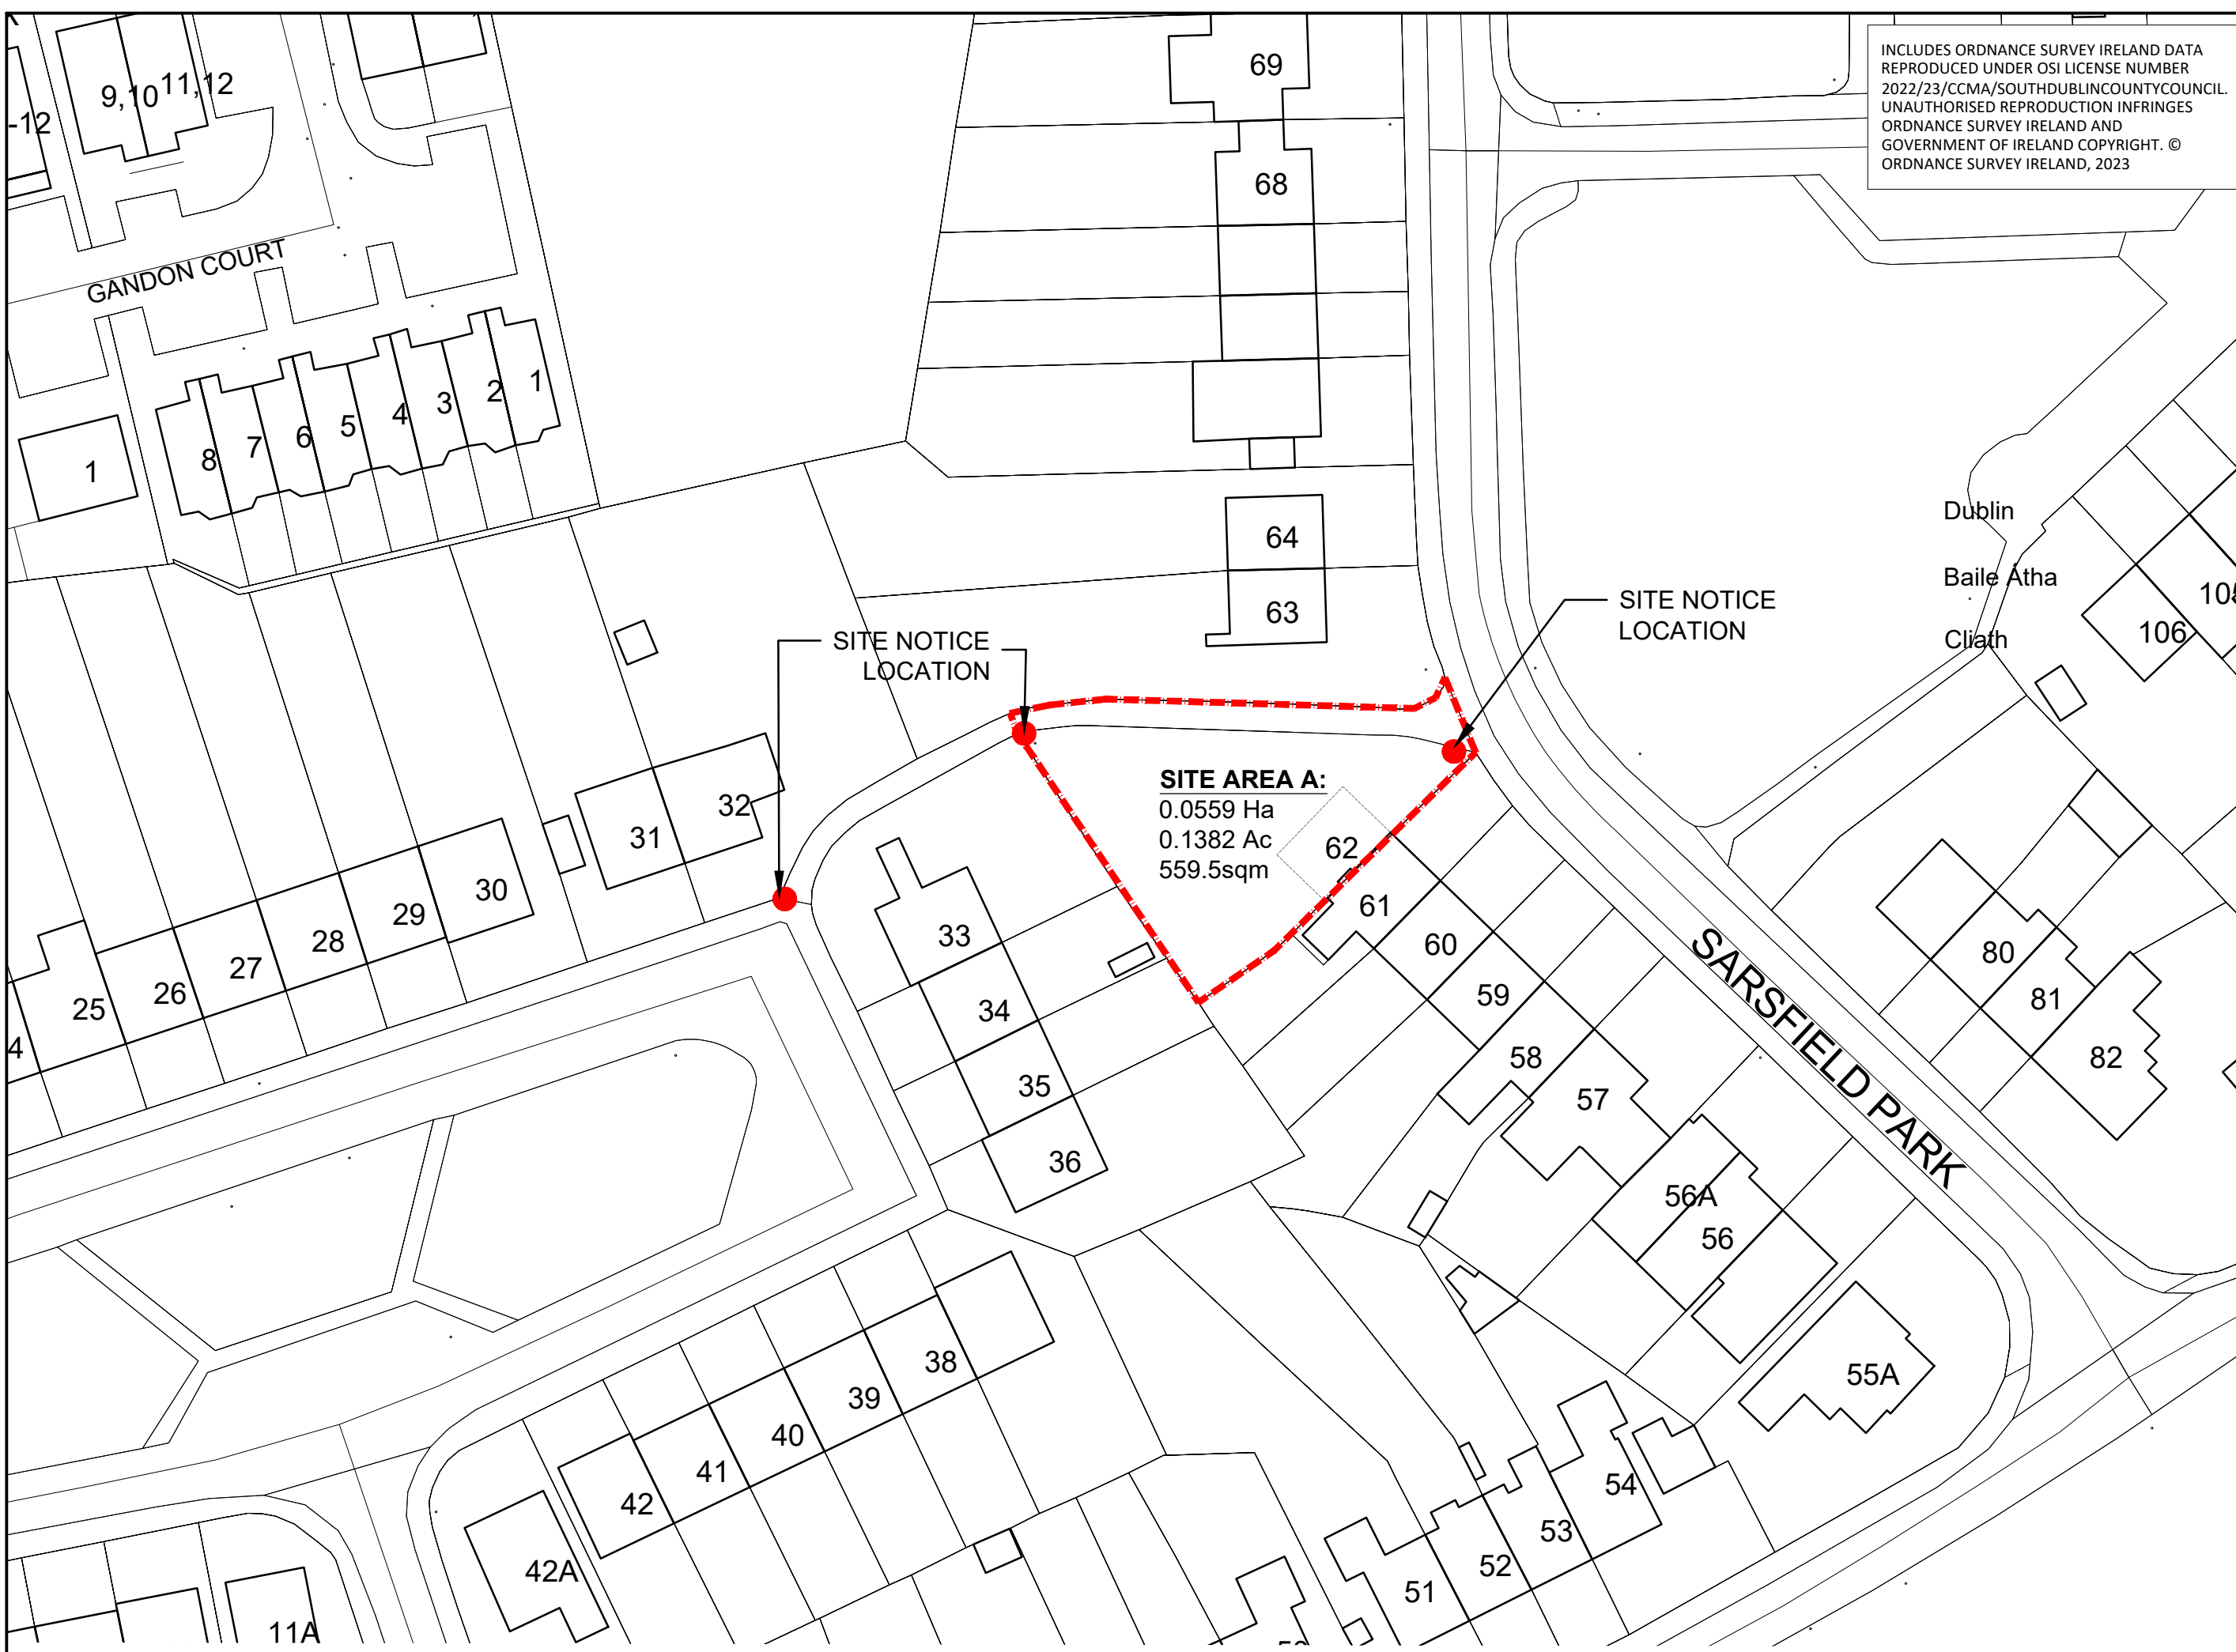 INCLUDES ORDNANCE SURVEY IRELAND DATA
REPRODUCED UNDER OSI LICENSE NUMBER
2022/23/CCMA/SOUTHDUBLINCOUNTYCOUNCIL.
UNAUTHORISED REPRODUCTION INFRINGES
ORDNANCE SURVEY IRELAND AND
GOVERNMENT OF IRELAND COPYRIGHT. ©
ORDNANCE SURVEY IRELAND, 2023
69
9,10
11,12
-12
68
GANDON COURT
1
2
3
4
5
6
7
8
1
64
63
Dublin
Baile Átha
Cliath
105
106
SITE NOTICE
LOCATION
SITE NOTICE
LOCATION
SITE AREA A:
0.0559 Ha
0.1382 Ac
559.5sqm
62
61
60
59
58
57
56A
56
55A
SARSFIELD PARK
80
81
82
32
31
30
29
28
27
26
25
4
33
34
35
36
38
39
40
41
42
42A
11A
54
53
52
51